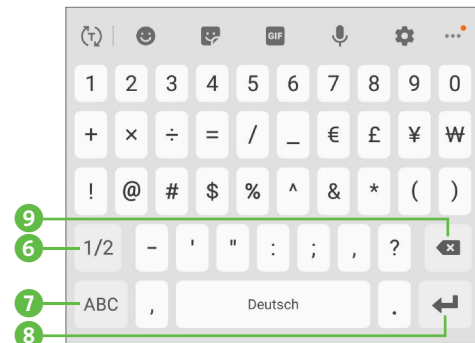 T GIF
1 2 3 4 5 6 7 8 9 0
+ × ÷ = / _ € £ ¥ ₩
! @ # $ % ^ & * ( )
9
6 1/2 - ' " : ; , ?
7 ABC , Deutsch .
8